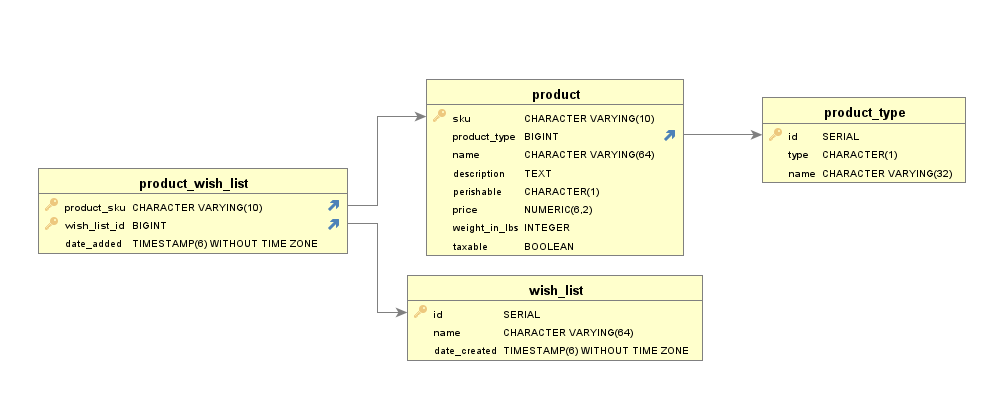 product
sku CHARACTER VARYING(10)
product_type BIGINT
name CHARACTER VARYING(64)
description TEXT
perishable CHARACTER(1)
price NUMERIC(6,2)
weight_in_lbs INTEGER
taxable BOOLEAN
product_type
id SERIAL
type CHARACTER(1)
name CHARACTER VARYING(32)
product_wish_list
product_sku CHARACTER VARYING(10)
wish_list_id BIGINT
date_added TIMESTAMP(6) WITHOUT TIME ZONE
wish_list
id SERIAL
name CHARACTER VARYING(64)
date_created TIMESTAMP(6) WITHOUT TIME ZONE